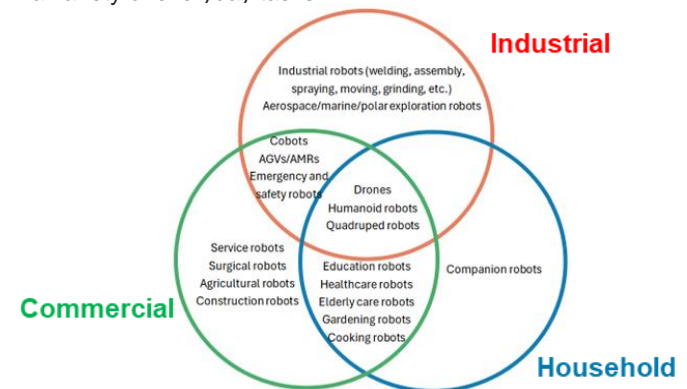 Industrial
Industrial robots (welding, assembly,
spraying, moving, grinding, etc.)
Aerospace/marine/polar exploration robots
Cobots
AGVs/AMRs
Emergency and
safety robots
Drones
Humanoid robots
Quadruped robots
Service robots
Surgical robots
Agricultural robots
Construction robots
Education robots
Healthcare robots
Elderly care robots
Gardening robots
Cooking robots
Companion robots
Commercial
Household